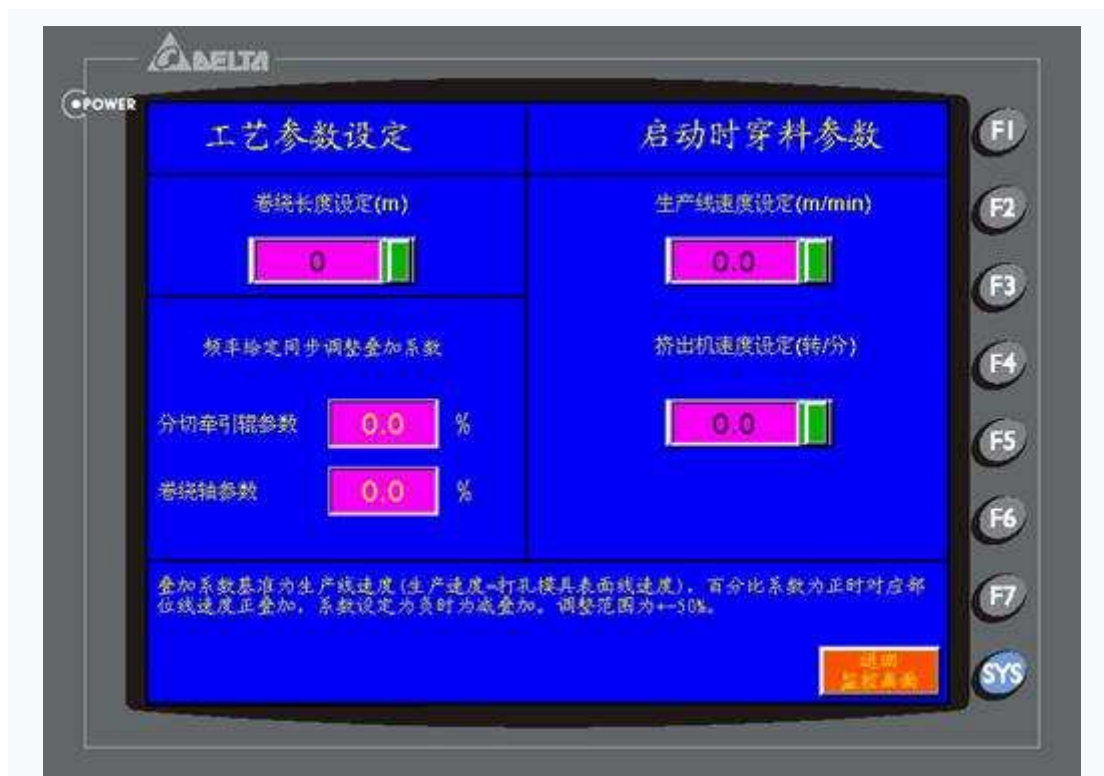 DELTA
POWER
工艺参数设定
启动时穿料参数
卷绕长度设定(m)
生产线速度设定(m/min)
0
0.0
频率给定同步调整叠加系数
挤出机速度设定(转/分)
分切牵引辊参数
0.0
%
0.0
卷绕轴参数
0.0
%
叠加系数基准为生产线速度(生产速度=打孔模具表面线速度)，百分比系数为正时对应部
位线速度正叠加，系数设定为负时为减叠加。调整范围为+-50%。
退回
监控画面
F1
F2
F3
F4
F5
F6
F7
SYS